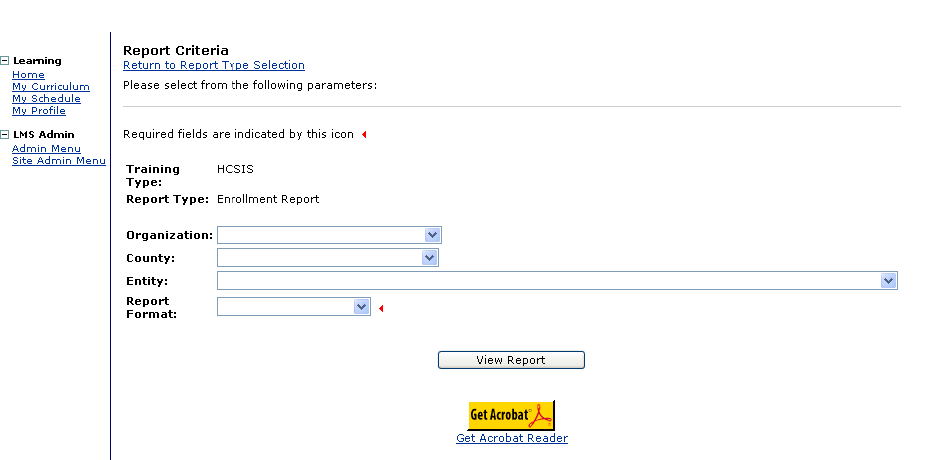 Learning
Home
My Curriculum
My Schedule
My Profile
LMS Admin
Admin Menu
Site Admin Menu
Report Criteria
Return to Report Type Selection
Please select from the following parameters:
Required fields are indicated by this icon
Training Type: HCSIS
Report Type: Enrollment Report
Organization:
County:
Entity:
Report Format:
View Report
Get Acrobat
Get Acrobat Reader